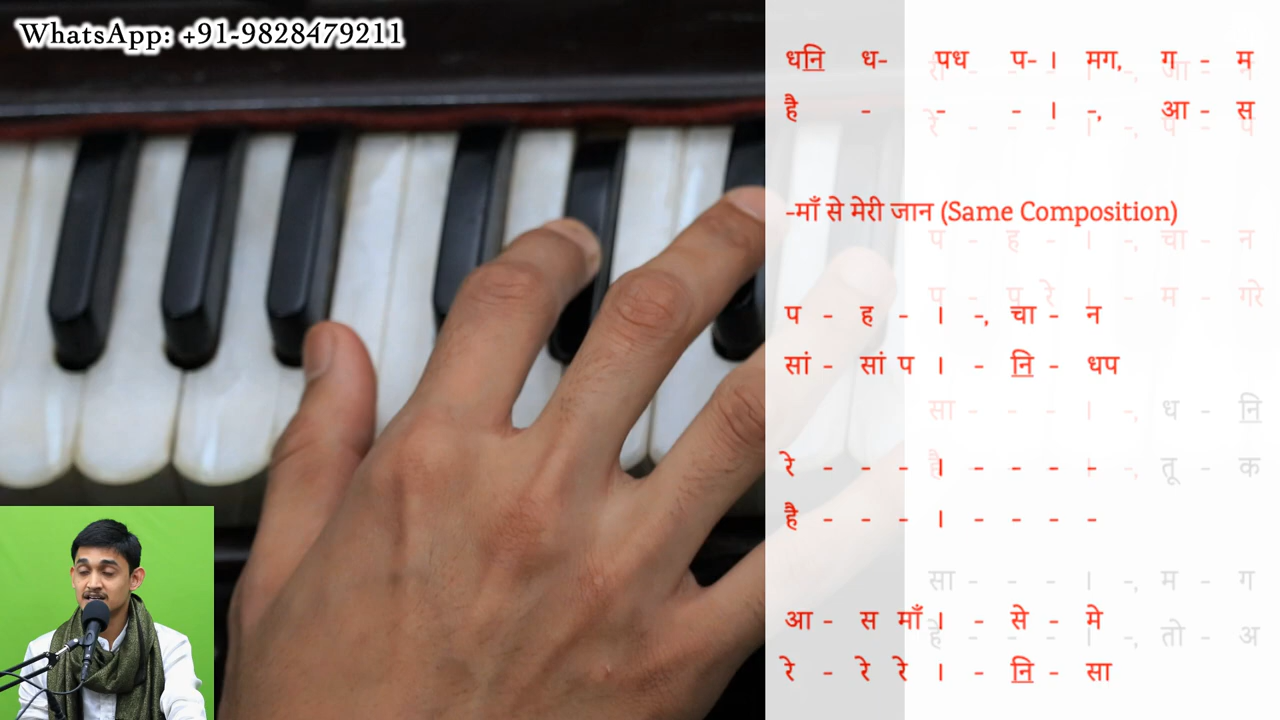 WhatsApp: +91-9828479211
धनि ध- पध प- । मग, ग - म
है - - - । -, आ - स
-माँ से मेरी जान (Same Composition)
प - ह - । -, चा - न
सां - सां प । - नि - धप
रे - - - । - - - -
है - - - । - - - -
आ - स माँ । - से - मे
रे - रे रे । - नि - सा